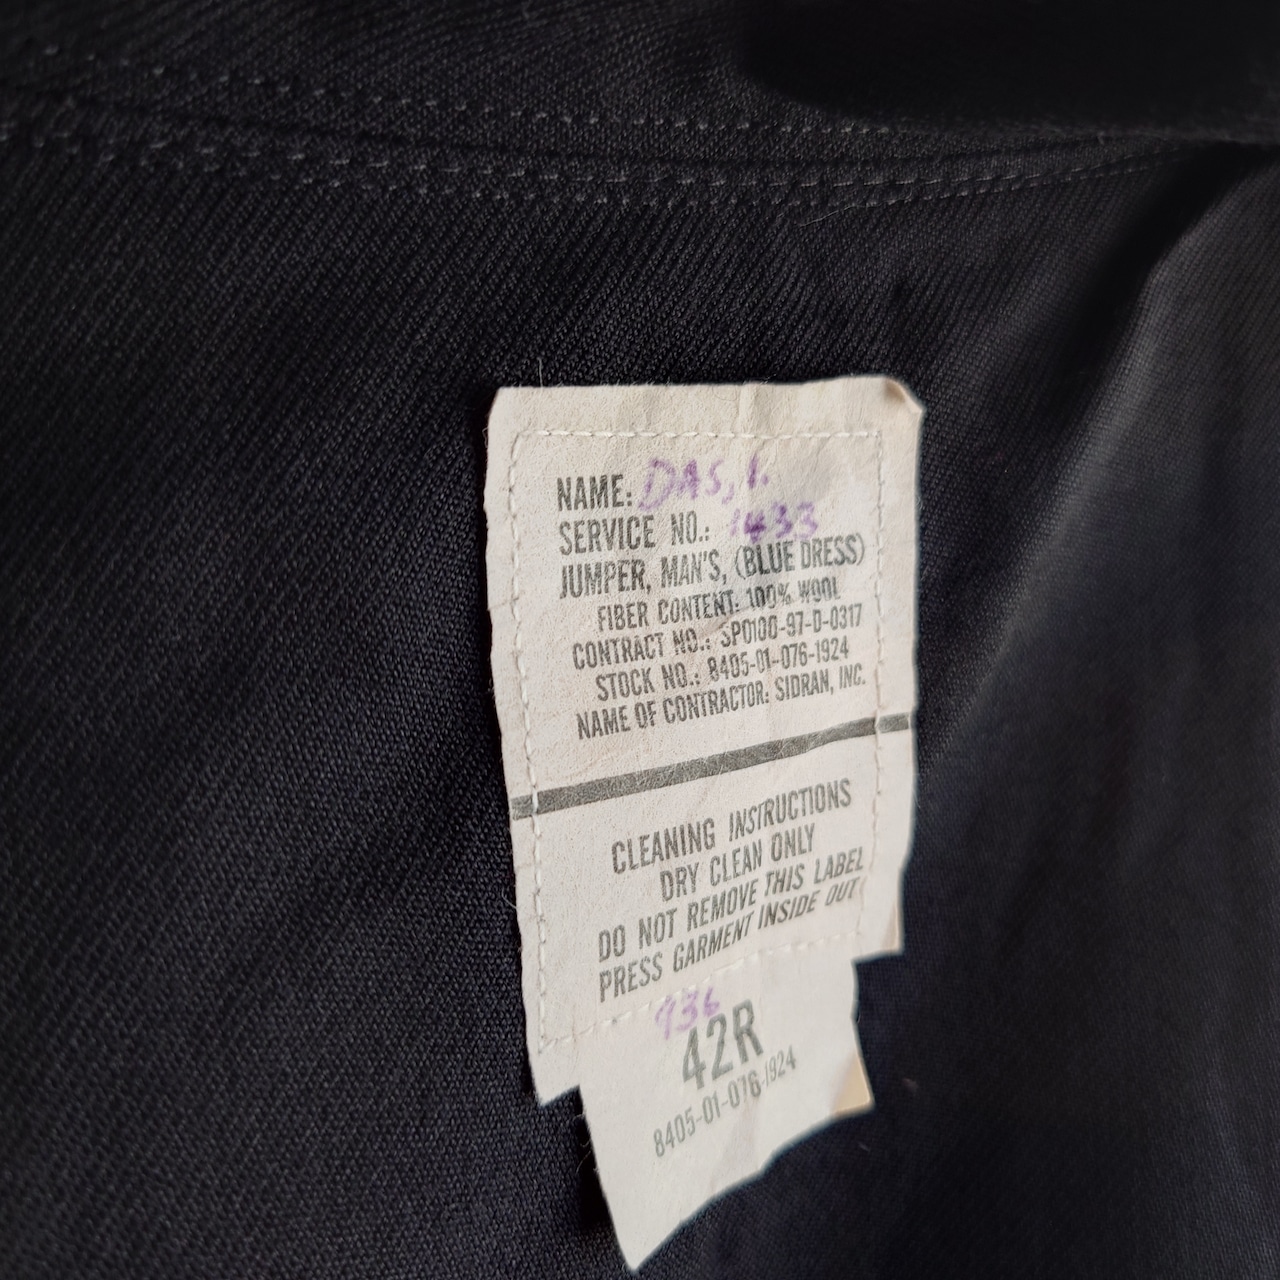 NAME: DAS, I.
SERVICE NO.: 1433
JUMPER, MAN'S, (BLUE DRESS)
FIBER CONTENT: 100% WOOL
CONTRACT NO.: SPO100-97-D-0317
STOCK NO.: 8405-01-076-1924
NAME OF CONTRACTOR: SIDRAN, INC.
CLEANING INSTRUCTIONS
DRY CLEAN ONLY
DO NOT REMOVE THIS LABEL
PRESS GARMENT INSIDE OUT
936
42R
8405-01-076-1924